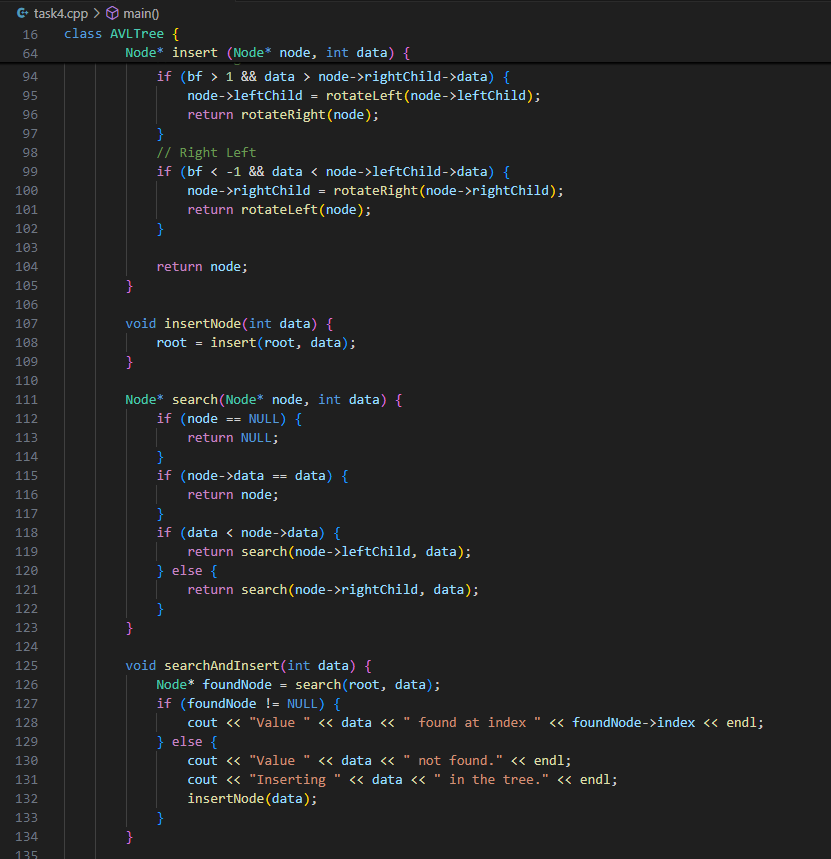 task4.cpp > main()
16 class AVLTree {
64 Node* insert (Node* node, int data) {
94 if (bf > 1 && data > node->rightChild->data) {
95 node->leftChild = rotateLeft(node->leftChild);
96 return rotateRight(node);
97 }
98 // Right Left
99 if (bf < -1 && data < node->leftChild->data) {
100 node->rightChild = rotateRight(node->rightChild);
101 return rotateLeft(node);
102 }
103
104 return node;
105 }
106
107 void insertNode(int data) {
108 root = insert(root, data);
109 }
110
111 Node* search(Node* node, int data) {
112 if (node == NULL) {
113 return NULL;
114 }
115 if (node->data == data) {
116 return node;
117 }
118 if (data < node->data) {
119 return search(node->leftChild, data);
120 } else {
121 return search(node->rightChild, data);
122 }
123 }
124
125 void searchAndInsert(int data) {
126 Node* foundNode = search(root, data);
127 if (foundNode != NULL) {
128 cout << "Value " << data << " found at index " << foundNode->index << endl;
129 } else {
130 cout << "Value " << data << " not found." << endl;
131 cout << "Inserting " << data << " in the tree." << endl;
132 insertNode(data);
133 }
134 }
135